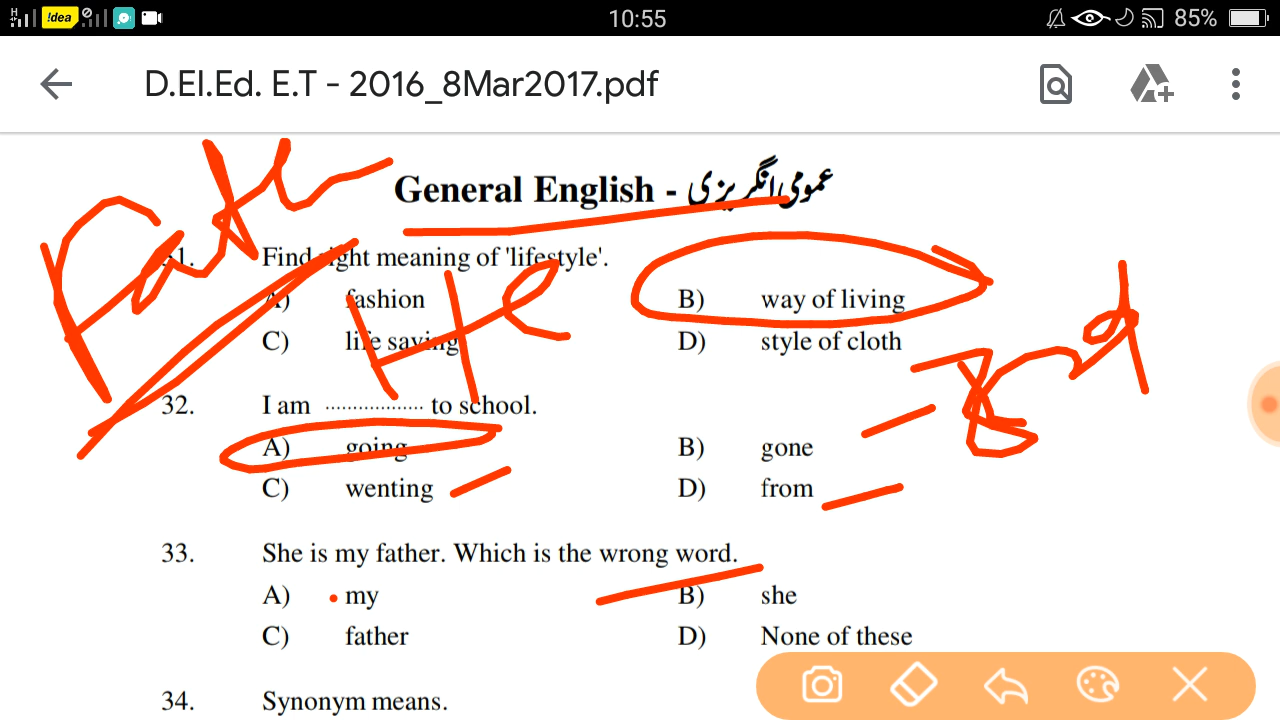 !dea 10:55 85%
D.El.Ed. E.T - 2016_8Mar2017.pdf
General English - عمومی انگریزی
31. Find right meaning of 'lifestyle'.
A) fashion B) way of living
C) life saving D) style of cloth
32. I am .................. to school.
A) going B) gone
C) wenting D) from
33. She is my father. Which is the wrong word.
A) my B) she
C) father D) None of these
34. Synonym means.
He